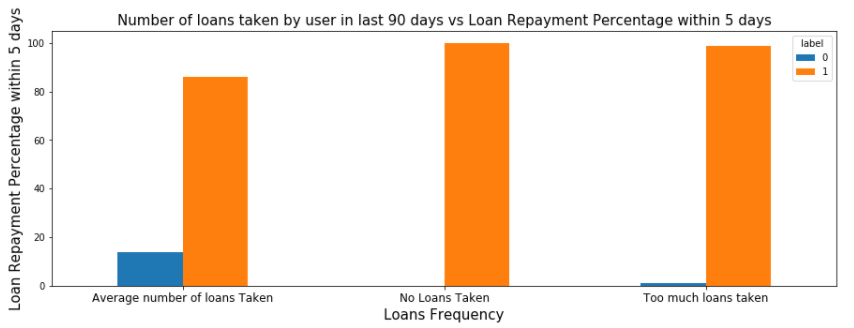 Number of loans taken by user in last 90 days vs Loan Repayment Percentage within 5 days
Loan Repayment Percentage within 5 days
100
80
60
40
20
0
label
0
1
Average number of loans Taken
No Loans Taken
Too much loans taken
Loans Frequency